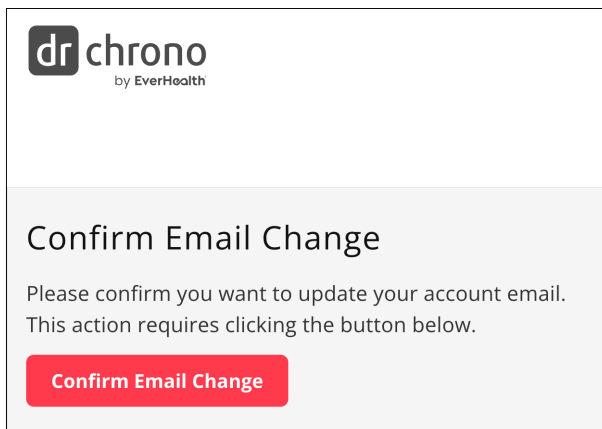 dr chrono
by EverHealth
Confirm Email Change
Please confirm you want to update your account email.
This action requires clicking the button below.
Confirm Email Change